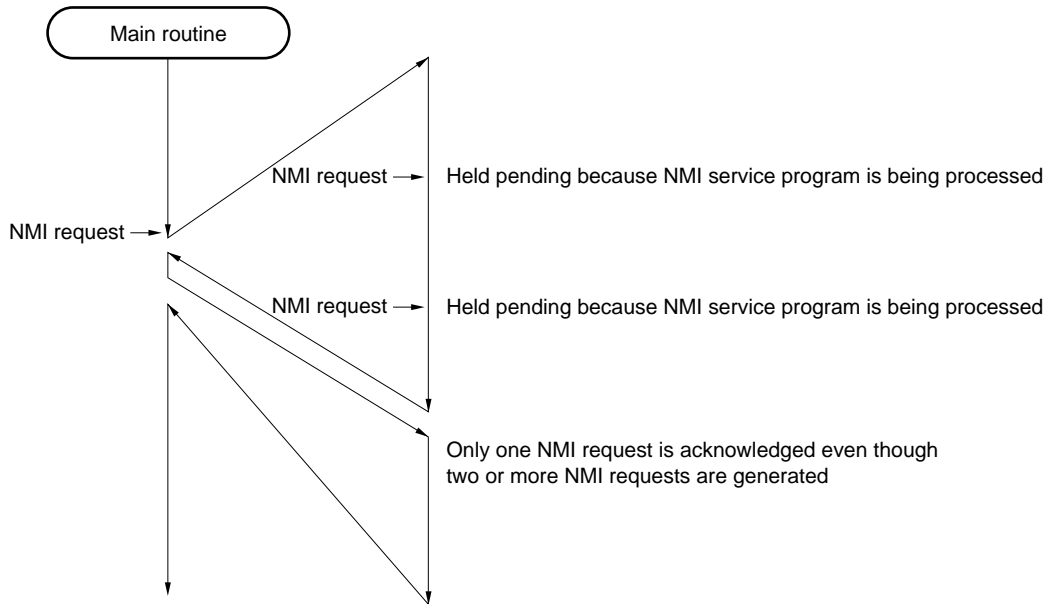 Main routine
NMI request
Held pending because NMI service program is being processed
NMI request
NMI request
Held pending because NMI service program is being processed
Only one NMI request is acknowledged even though
two or more NMI requests are generated